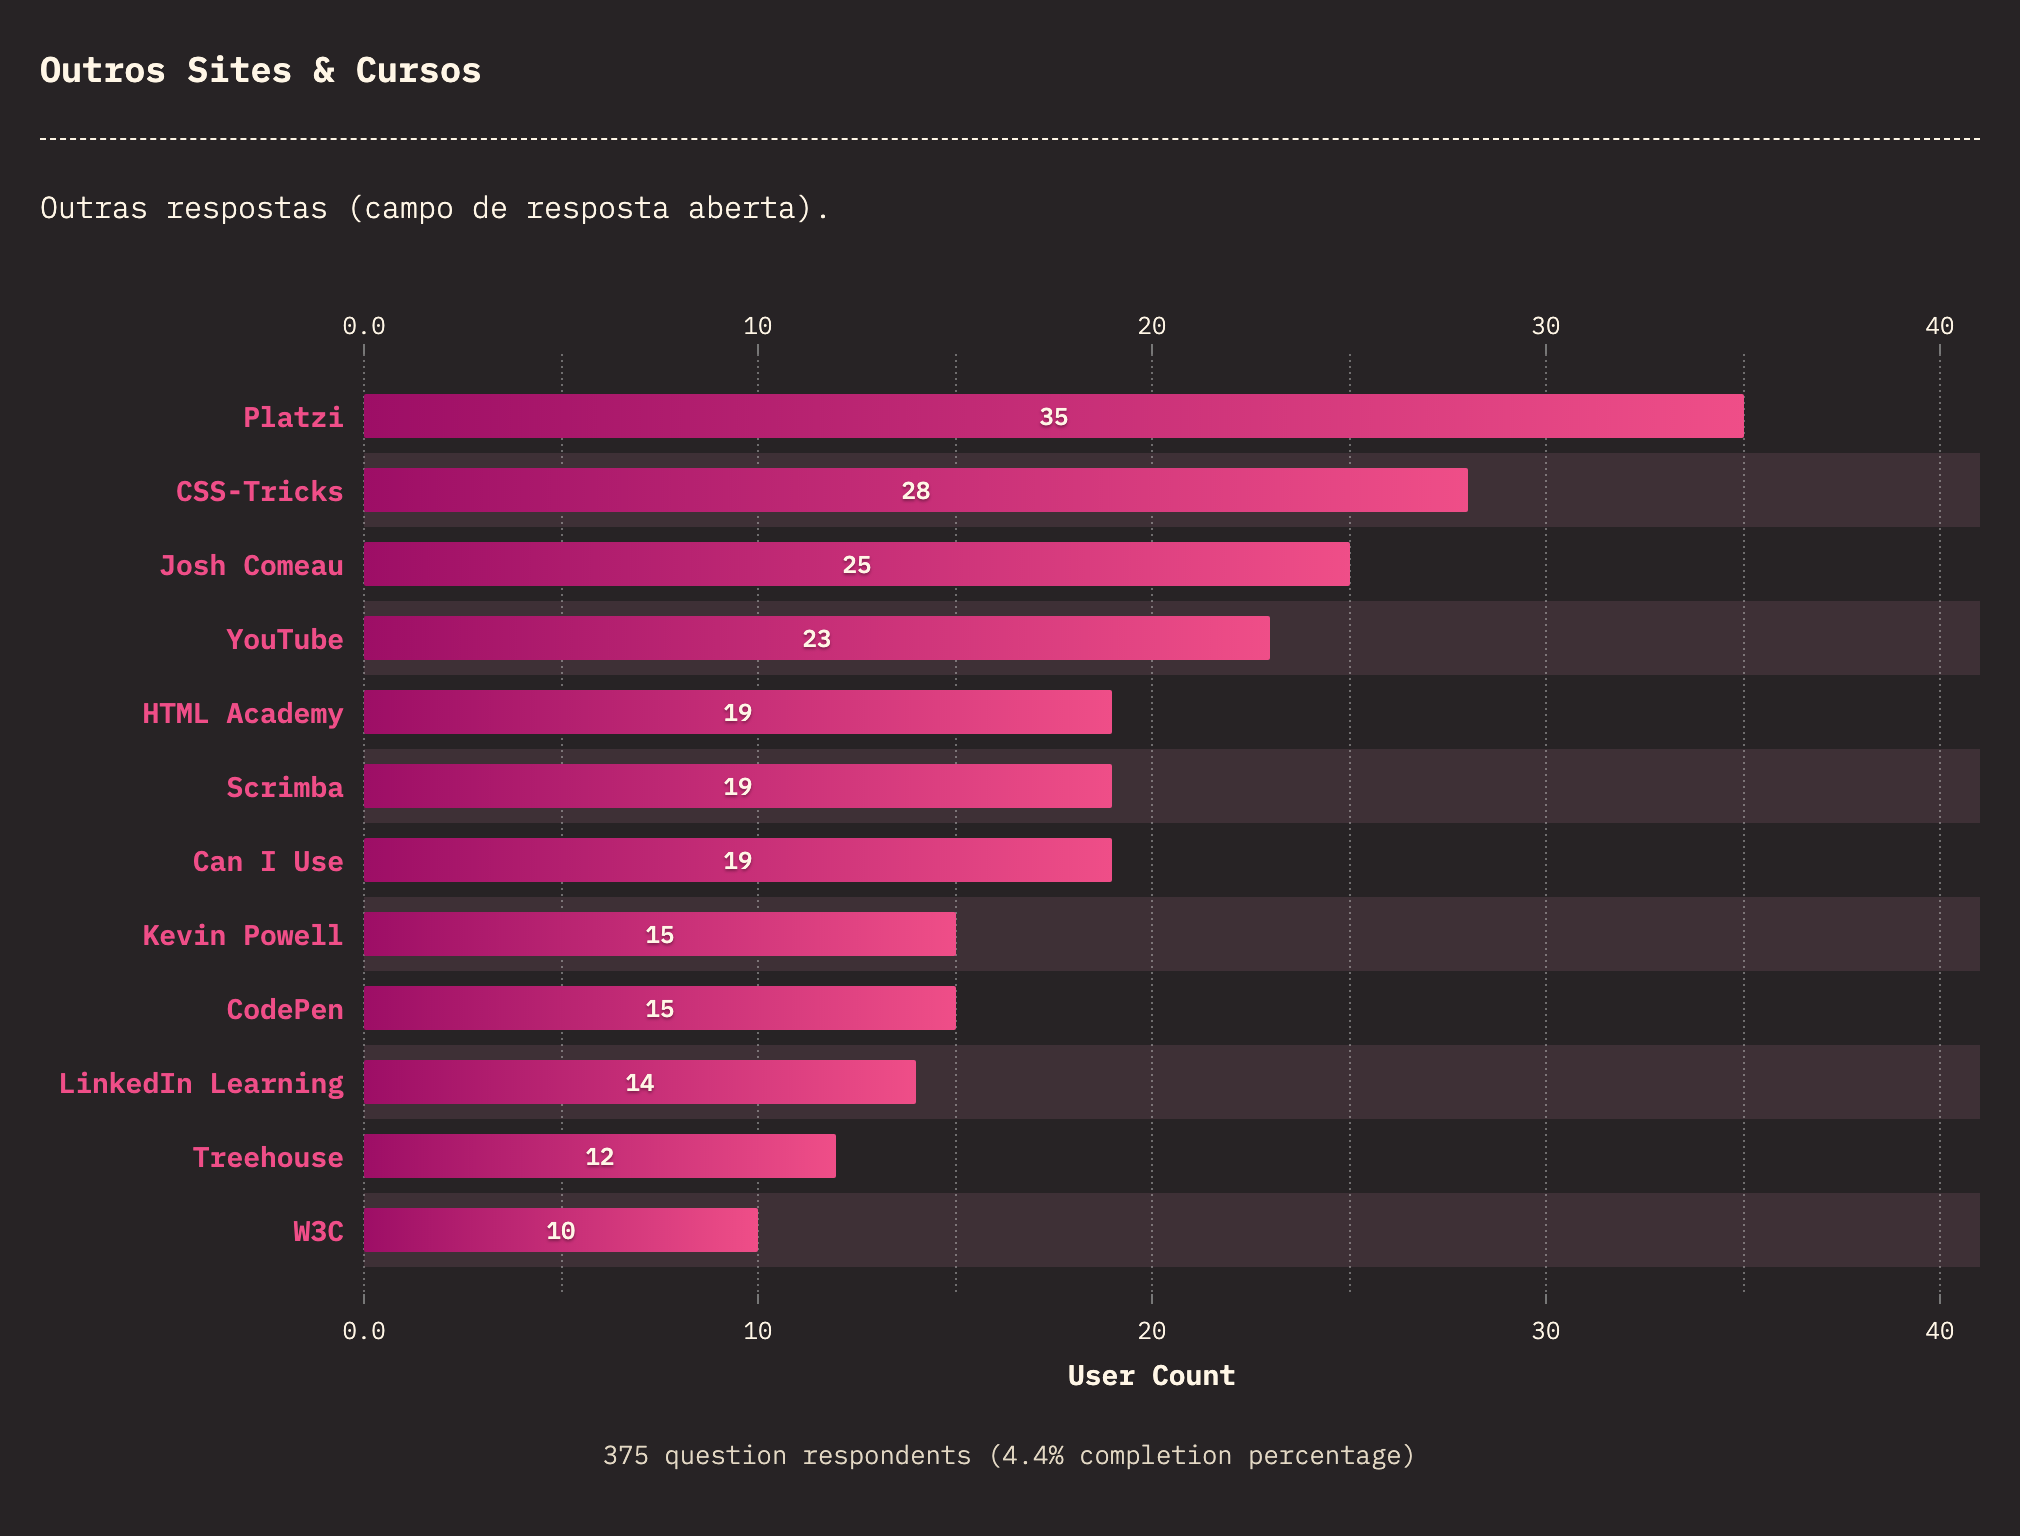 Outros Sites & Cursos
Outras respostas (campo de resposta aberta).
0.0 10 20 30 40
Platzi 35
CSS-Tricks 28
Josh Comeau 25
YouTube 23
HTML Academy 19
Scrimba 19
Can I Use 19
Kevin Powell 15
CodePen 15
LinkedIn Learning 14
Treehouse 12
W3C 10
0.0 10 20 30 40
User Count
375 question respondents (4.4% completion percentage)